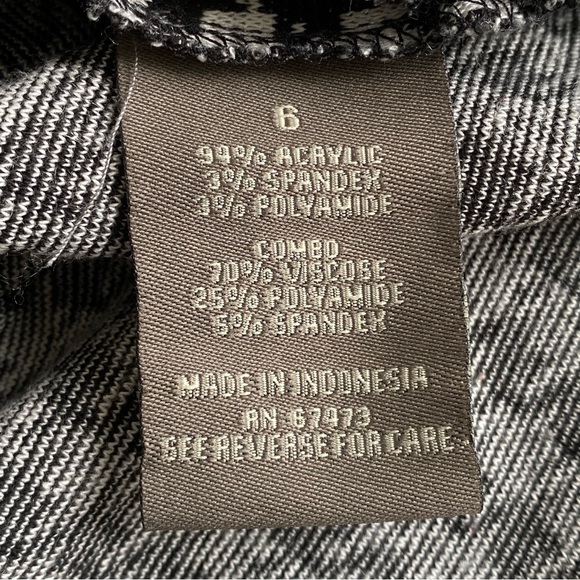 6
94% ACRYLIC
3% SPANDEX
3% POLYAMIDE
COMBO
70% VISCOSE
25% POLYAMIDE
5% SPANDEX
MADE IN INDONESIA
RN 67473
SEE REVERSE FOR CARE